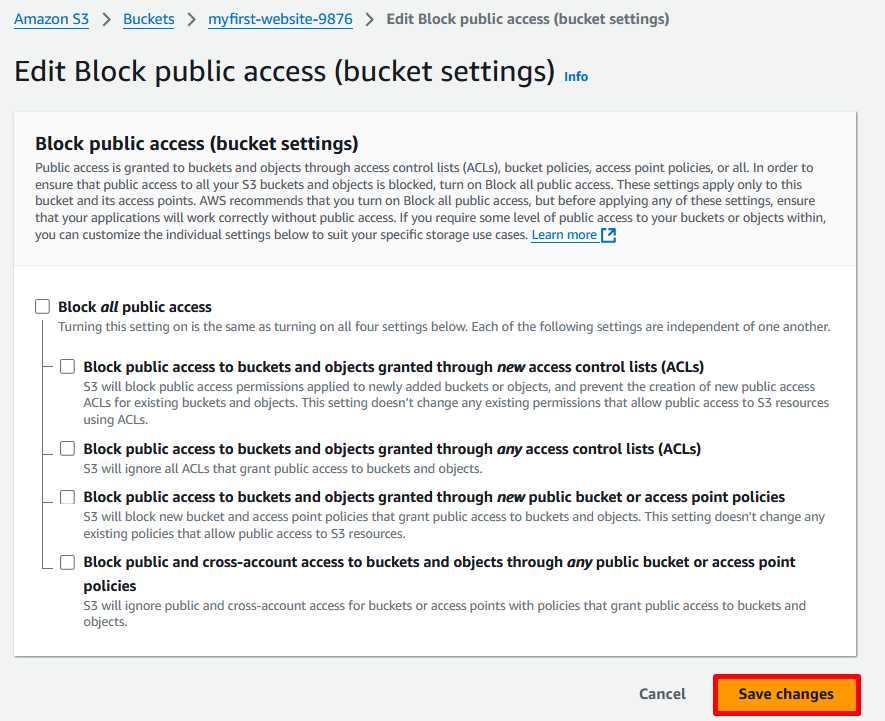 Amazon S3 > Buckets > myfirst-website-9876 > Edit Block public access (bucket settings)
Edit Block public access (bucket settings) Info
Block public access (bucket settings)
Public access is granted to buckets and objects through access control lists (ACLs), bucket policies, access point policies, or all. In order to
ensure that public access to all your S3 buckets and objects is blocked, turn on Block all public access. These settings apply only to this
bucket and its access points. AWS recommends that you turn on Block all public access, but before applying any of these settings, ensure
that your applications will work correctly without public access. If you require some level of public access to your buckets or objects within,
you can customize the individual settings below to suit your specific storage use cases. Learn more
Block all public access
Turning this setting on is the same as turning on all four settings below. Each of the following settings are independent of one another.
Block public access to buckets and objects granted through new access control lists (ACLs)
S3 will block public access permissions applied to newly added buckets or objects, and prevent the creation of new public access
ACLs for existing buckets and objects. This setting doesn't change any existing permissions that allow public access to S3 resources
using ACLs.
Block public access to buckets and objects granted through any access control lists (ACLs)
S3 will ignore all ACLs that grant public access to buckets and objects.
Block public access to buckets and objects granted through new public bucket or access point policies
S3 will block new bucket and access point policies that grant public access to buckets and objects. This setting doesn't change any
existing policies that allow public access to S3 resources.
Block public and cross-account access to buckets and objects through any public bucket or access point
policies
S3 will ignore public and cross-account access for buckets or access points with policies that grant public access to buckets and
objects.
Cancel Save changes